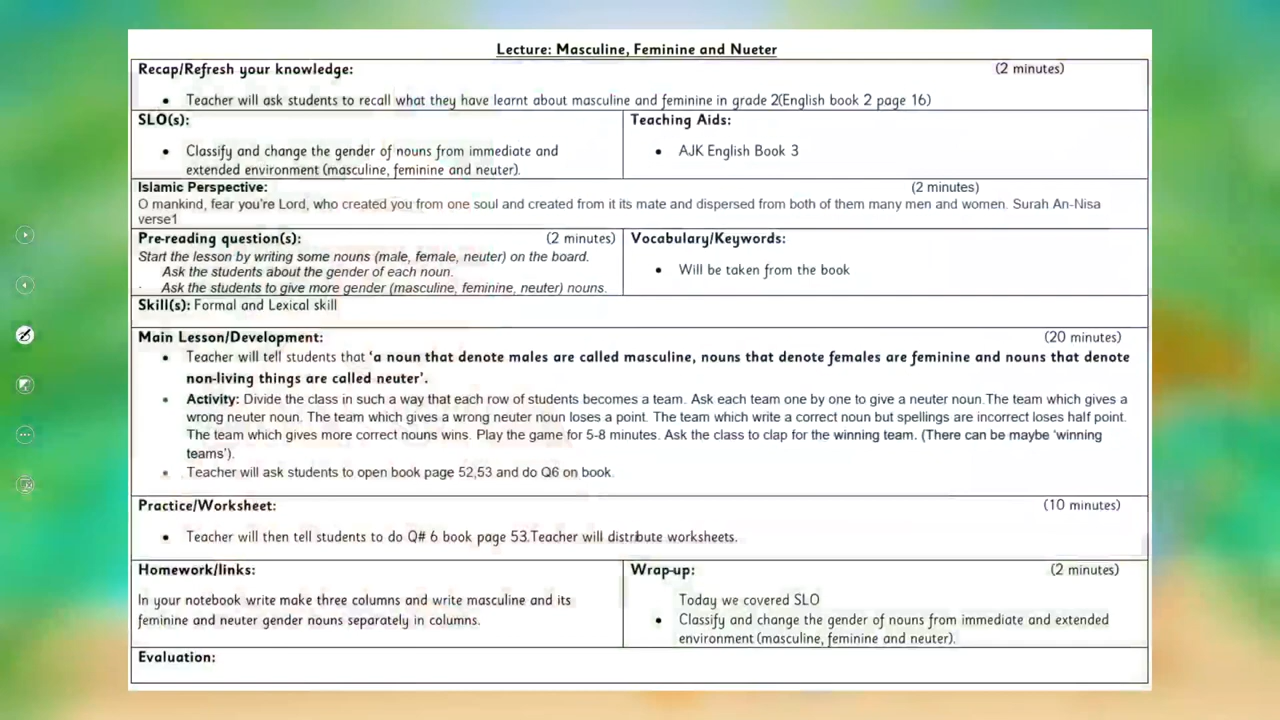 Lecture: Masculine, Feminine and Nueter
Recap/Refresh your knowledge: (2 minutes)
• Teacher will ask students to recall what they have learnt about masculine and feminine in grade 2(English book 2 page 16)
SLO(s):
• Classify and change the gender of nouns from immediate and
extended environment (masculine, feminine and neuter).
Teaching Aids:
• AJK English Book 3
Islamic Perspective: (2 minutes)
O mankind, fear you're Lord, who created you from one soul and created from it its mate and dispersed from both of them many men and women. Surah An-Nisa
verse1
Pre-reading question(s): (2 minutes)
Start the lesson by writing some nouns (male, female, neuter) on the board.
Ask the students about the gender of each noun.
· Ask the students to give more gender (masculine, feminine, neuter) nouns.
Vocabulary/Keywords:
• Will be taken from the book
Skill(s): Formal and Lexical skill
Main Lesson/Development: (20 minutes)
• Teacher will tell students that 'a noun that denote males are called masculine, nouns that denote females are feminine and nouns that denote
non-living things are called neuter'.
• Activity: Divide the class in such a way that each row of students becomes a team. Ask each team one by one to give a neuter noun.The team which gives a
wrong neuter noun. The team which gives a wrong neuter noun loses a point. The team which write a correct noun but spellings are incorrect loses half point.
The team which gives more correct nouns wins. Play the game for 5-8 minutes. Ask the class to clap for the winning team. (There can be maybe 'winning
teams').
• Teacher will ask students to open book page 52,53 and do Q6 on book.
Practice/Worksheet: (10 minutes)
• Teacher will then tell students to do Q# 6 book page 53.Teacher will distribute worksheets.
Homework/links:
In your notebook write make three columns and write masculine and its
feminine and neuter gender nouns separately in columns.
Wrap-up: (2 minutes)
Today we covered SLO
• Classify and change the gender of nouns from immediate and extended
environment (masculine, feminine and neuter).
Evaluation: